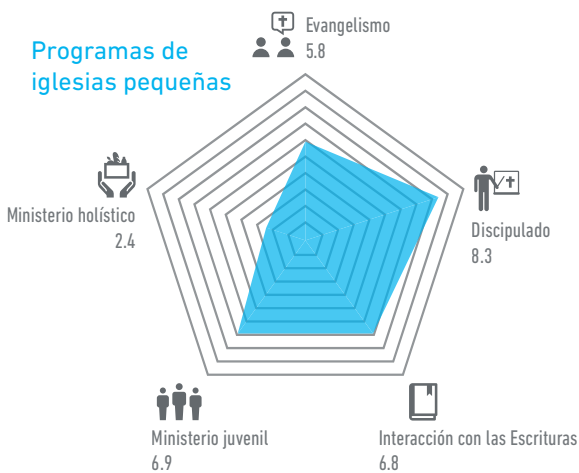 Programas de
iglesias pequeñas
Evangelismo
5.8
Discipulado
8.3
Interacción con las Escrituras
6.8
Ministerio juvenil
6.9
Ministerio holístico
2.4